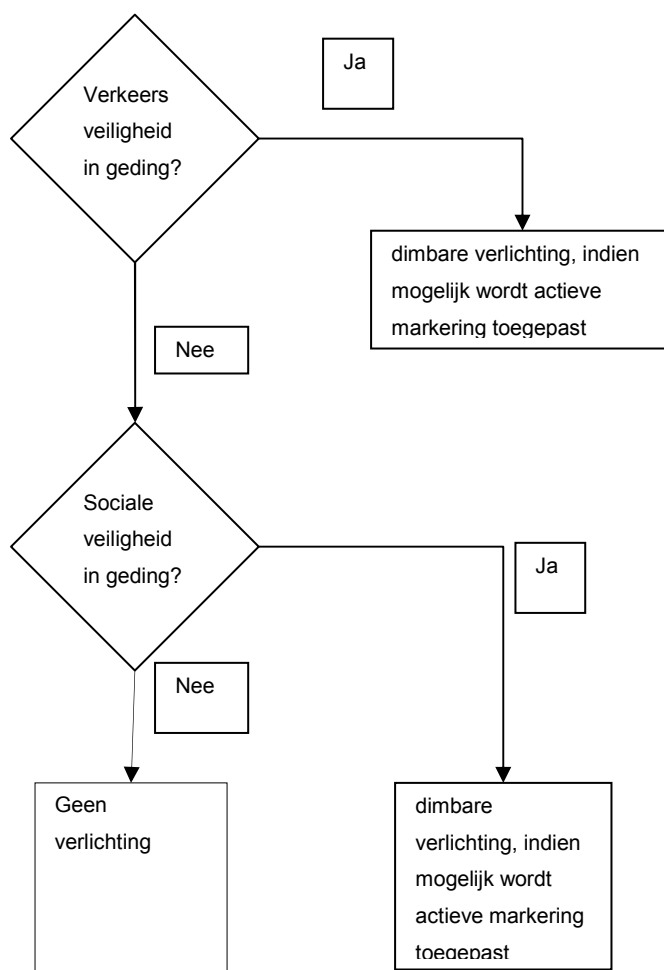 Ja
Verkeers
veiligheid
in geding?
dimbare verlichting, indien
mogelijk wordt actieve
markering toegepast
Nee
Sociale
veiligheid
in geding?
Ja
Nee
Geen
verlichting
dimbare
verlichting, indien
mogelijk wordt
actieve markering
toegepast